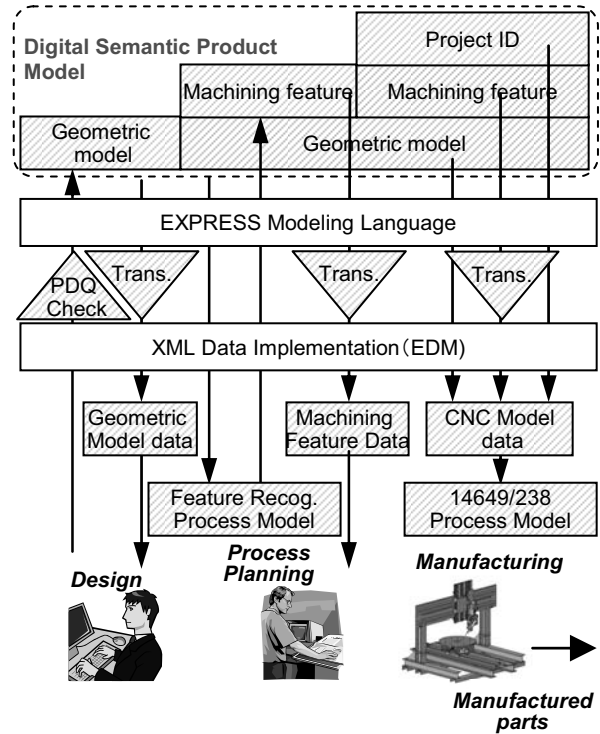 Digital Semantic Product
Model
Project ID
Machining feature
Machining feature
Geometric
model
Geometric model
EXPRESS Modeling Language
PDQ
Check
Trans.
Trans.
Trans.
XML Data Implementation(EDM)
Geometric
Model data
Machining
Feature Data
CNC Model
data
Feature Recog.
Process Model
14649/238
Process Model
Design
Process
Planning
Manufacturing
Manufactured
parts